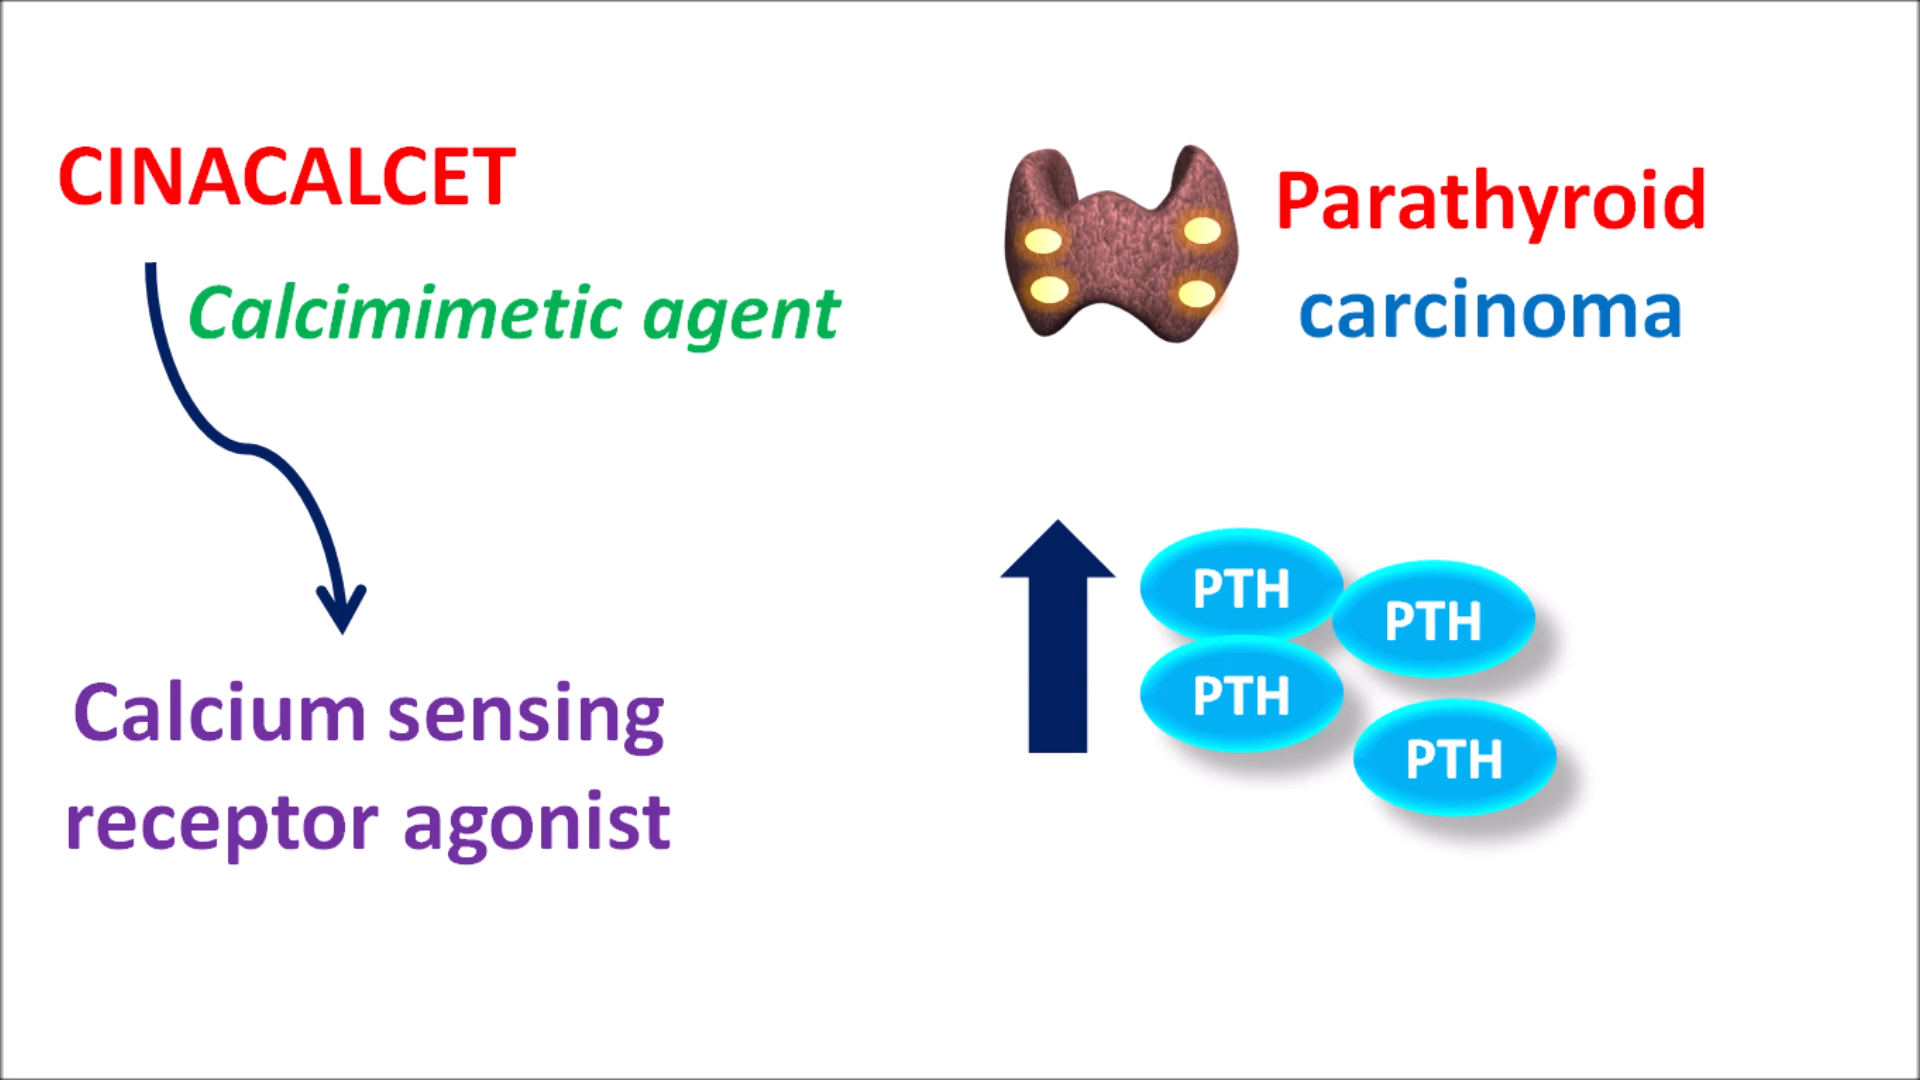 CINACALCET
Calcimimetic agent
Calcium sensing
receptor agonist
Parathyroid
carcinoma
PTH
PTH
PTH
PTH